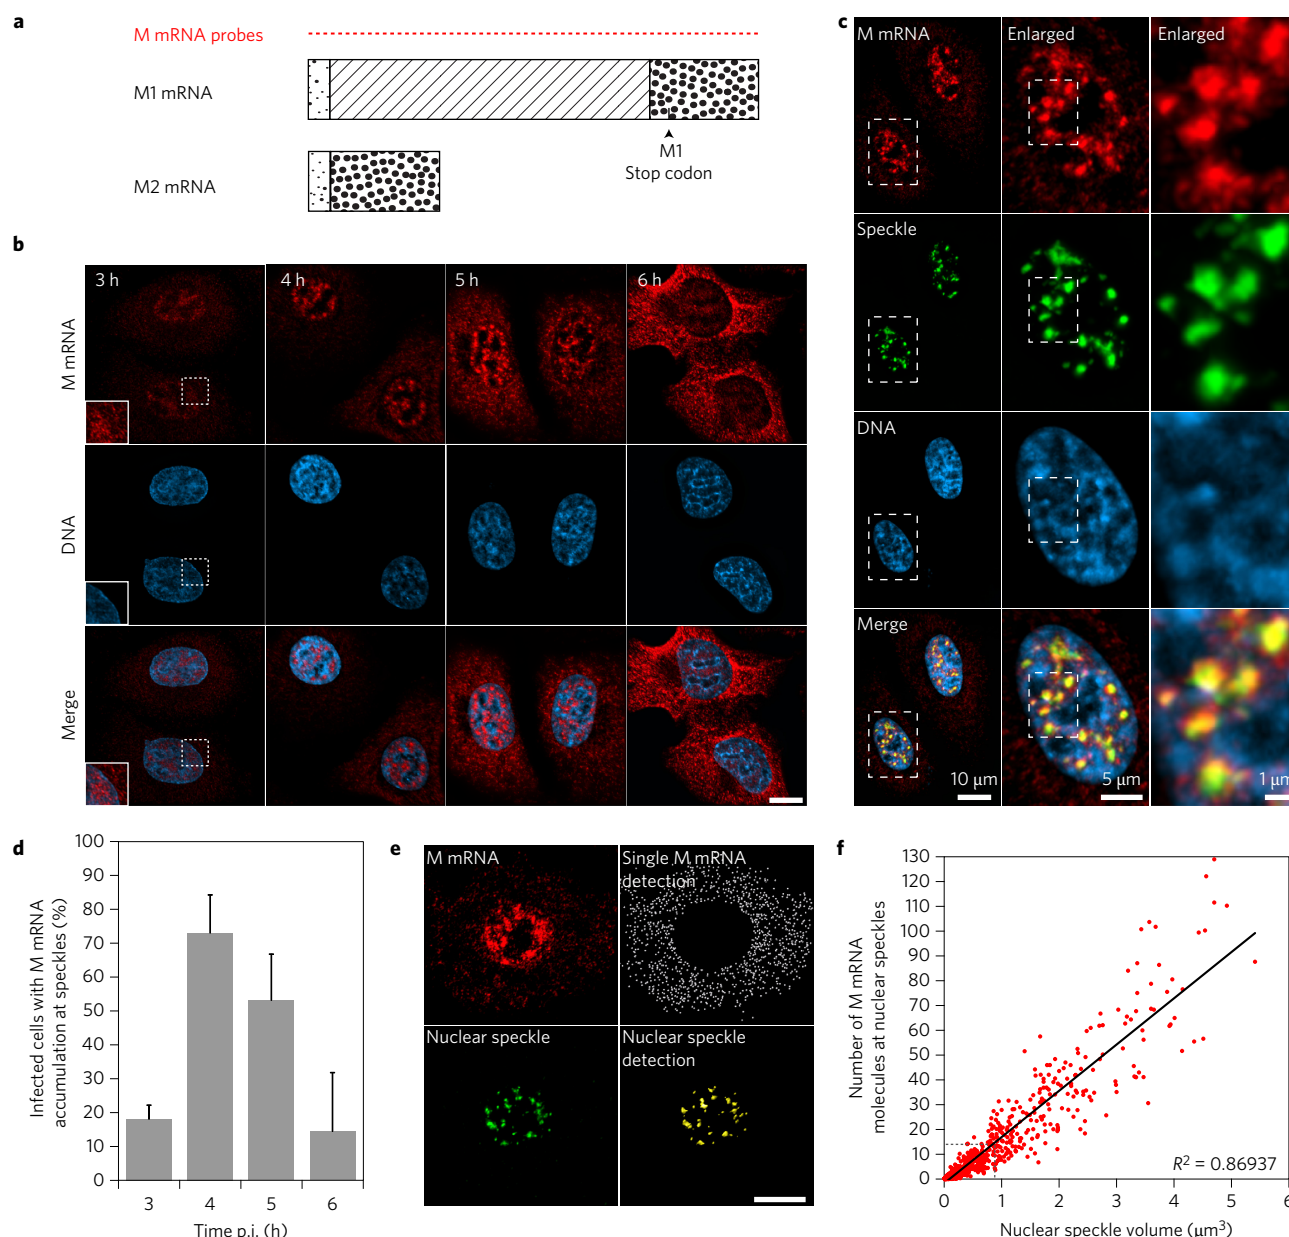 a
M mRNA probes
M1 mRNA
M1
Stop codon
M2 mRNA
b
3 h
4 h
5 h
6 h
M mRNA
DNA
Merge
c
M mRNA
Enlarged
Enlarged
Speckle
DNA
Merge
10 μm
5 μm
1 μm
d
Infected cells with M mRNA
accumulation at speckles (%)
100
90
80
70
60
50
40
30
20
10
0
3
4
5
6
Time p.i. (h)
e
M mRNA
Single M mRNA
detection
Nuclear speckle
Nuclear speckle
detection
f
Number of M mRNA
molecules at nuclear speckles
130
120
110
100
90
80
70
60
50
40
30
20
10
0
R² = 0.86937
0
1
2
3
4
5
6
Nuclear speckle volume (μm³)